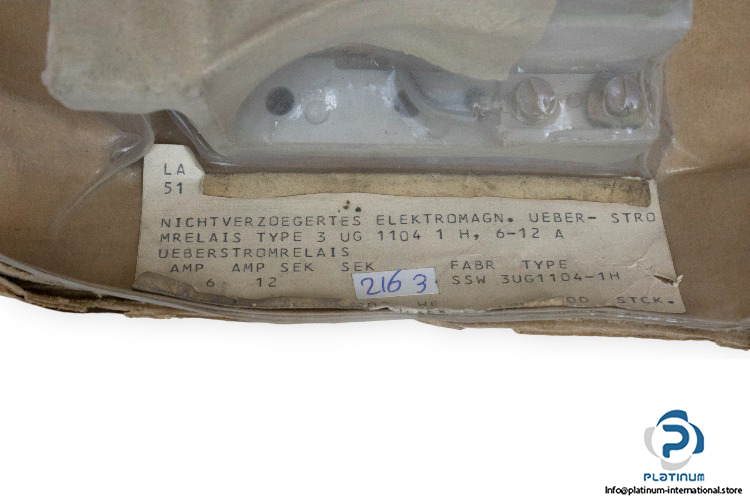 LA
51
NICHTVERZOEGERTES ELEKTROMAGN. UEBER- STRO
MRELAIS TYPE 3 UG 1104 1 H, 6-12 A
UEBERSTROMRELAIS
AMP AMP SEK SEK FABR TYPE
6 12 SSW 3UG1104-1H
216 3
00 STCK.
PLATINUM
Info@platinum-international.store